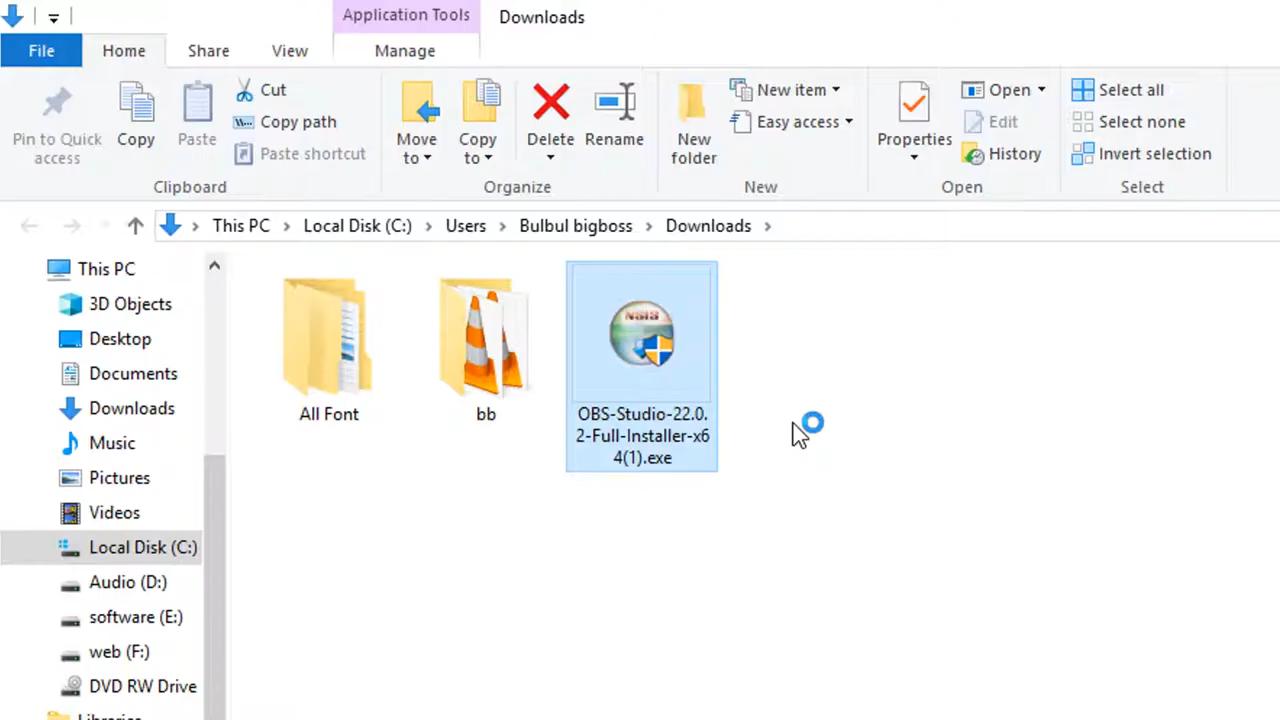 Application Tools
Downloads
File
Home
Share
View
Manage
Pin to Quick
access
Copy
Paste
Cut
Copy path
Paste shortcut
Clipboard
Move
to
Copy
to
Delete
Rename
Organize
New
folder
New item
Easy access
New
Properties
Open
Edit
History
Open
Select all
Select none
Invert selection
Select
This PC
Local Disk (C:)
Users
Bulbul bigboss
Downloads
This PC
3D Objects
Desktop
Documents
Downloads
Music
Pictures
Videos
Local Disk (C:)
Audio (D:)
software (E:)
web (F:)
DVD RW Drive
Libraries
All Font
bb
NSIS
OBS-Studio-22.0.
2-Full-Installer-x6
4(1).exe